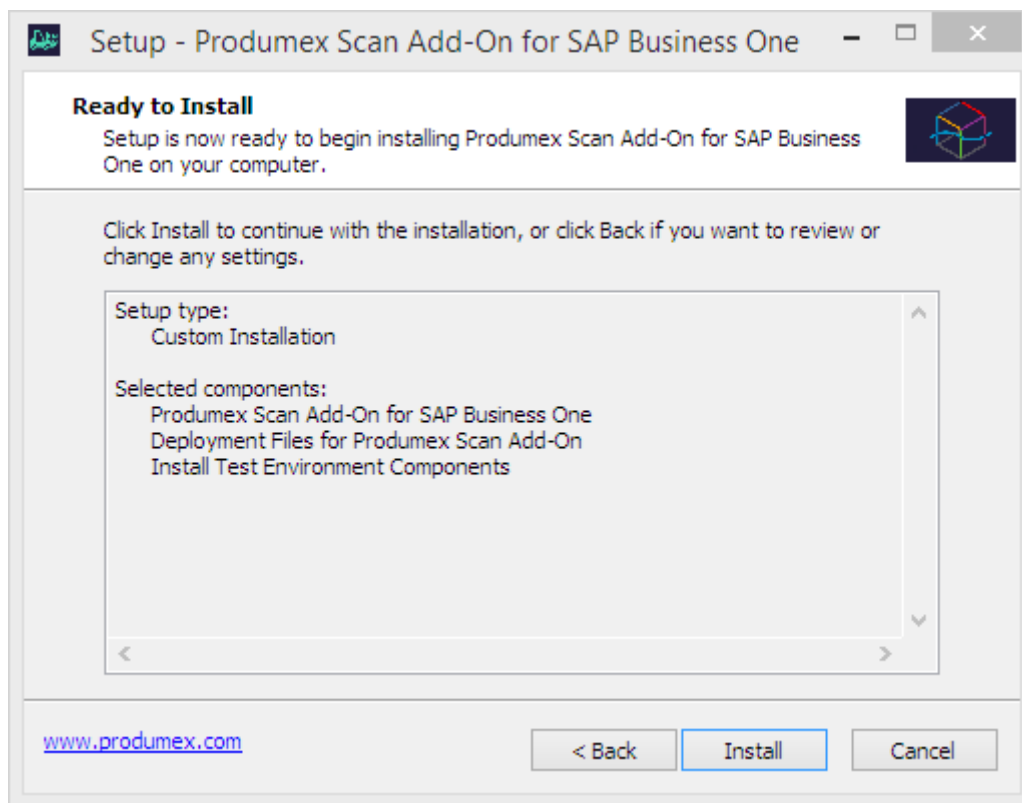 Setup - Produmex Scan Add-On for SAP Business One
Ready to Install
Setup is now ready to begin installing Produmex Scan Add-On for SAP Business
One on your computer.
Click Install to continue with the installation, or click Back if you want to review or
change any settings.
Setup type:
Custom Installation
Selected components:
Produmex Scan Add-On for SAP Business One
Deployment Files for Produmex Scan Add-On
Install Test Environment Components
www.produmex.com
< Back
Install
Cancel